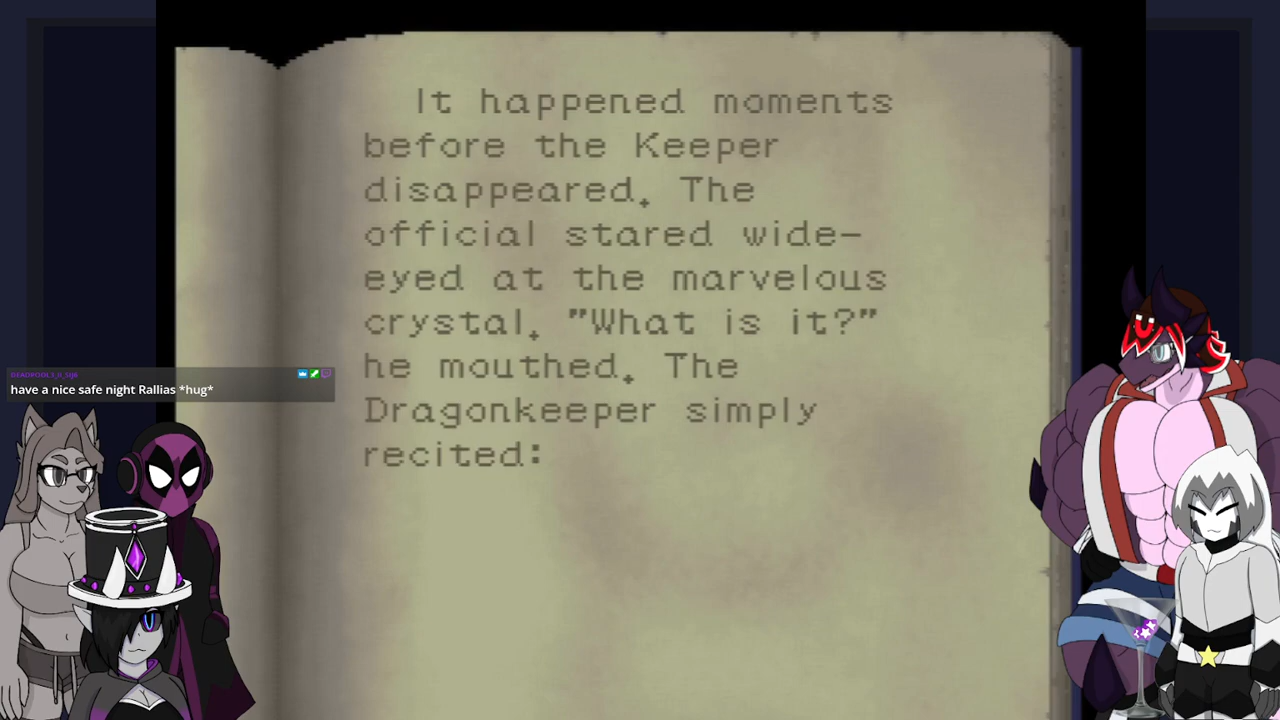 It happened moments
before the Keeper
disappeared. The
official stared wide-
eyed at the marvelous
crystal. "What is it?"
he mouthed. The
Dragonkeeper simply
recited:
have a nice safe night Rallias *hug*